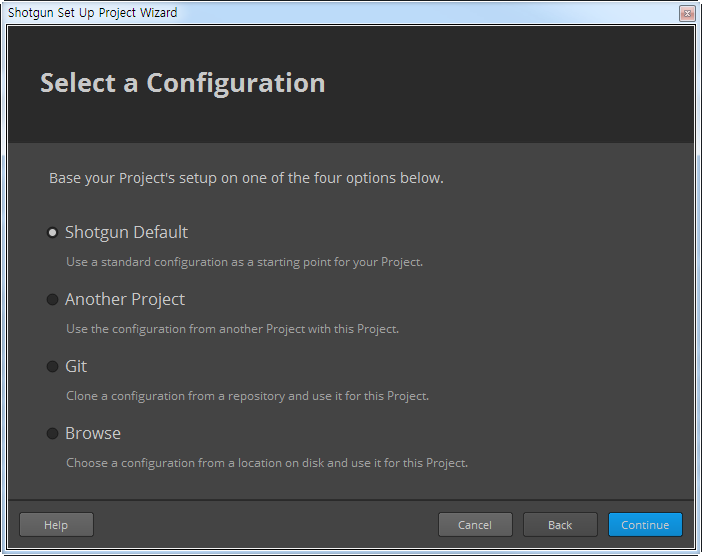 Shotgun Set Up Project Wizard
Select a Configuration
Base your Project's setup on one of the four options below.
Shotgun Default
Use a standard configuration as a starting point for your Project.
Another Project
Use the configuration from another Project with this Project.
Git
Clone a configuration from a repository and use it for this Project.
Browse
Choose a configuration from a location on disk and use it for this Project.
Help Cancel Back Continue